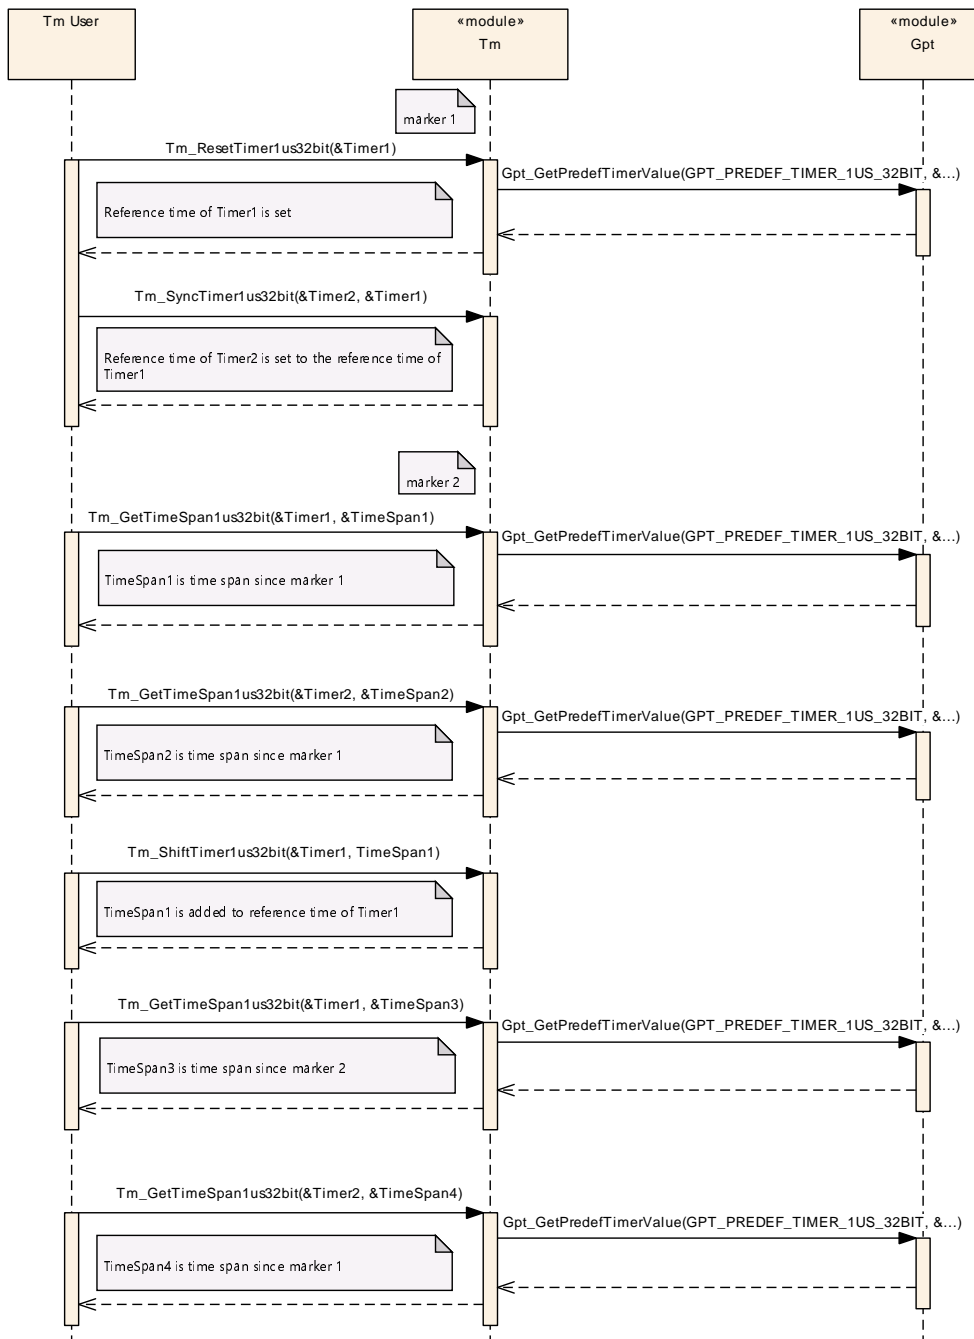 Tm User
«module»
Tm
«module»
Gpt
marker 1
Tm_ResetTimer1us32bit(&Timer1)
Gpt_GetPredefTimerValue(GPT_PREDEF_TIMER_1US_32BIT, &...)
Reference time of Timer1 is set
Tm_SyncTimer1us32bit(&Timer2, &Timer1)
Reference time of Timer2 is set to the reference time of
Timer1
marker 2
Tm_GetTimeSpan1us32bit(&Timer1, &TimeSpan1)
Gpt_GetPredefTimerValue(GPT_PREDEF_TIMER_1US_32BIT, &...)
TimeSpan1 is time span since marker 1
Tm_GetTimeSpan1us32bit(&Timer2, &TimeSpan2)
Gpt_GetPredefTimerValue(GPT_PREDEF_TIMER_1US_32BIT, &...)
TimeSpan2 is time span since marker 1
Tm_ShiftTimer1us32bit(&Timer1, TimeSpan1)
TimeSpan1 is added to reference time of Timer1
Tm_GetTimeSpan1us32bit(&Timer1, &TimeSpan3)
Gpt_GetPredefTimerValue(GPT_PREDEF_TIMER_1US_32BIT, &...)
TimeSpan3 is time span since marker 2
Tm_GetTimeSpan1us32bit(&Timer2, &TimeSpan4)
Gpt_GetPredefTimerValue(GPT_PREDEF_TIMER_1US_32BIT, &...)
TimeSpan4 is time span since marker 1